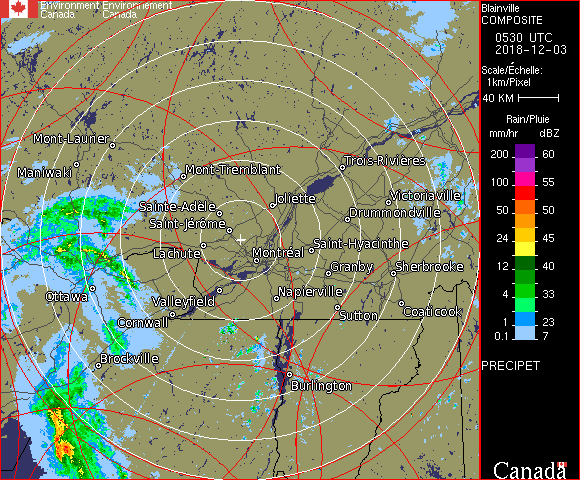 Environment Environnement
Canada Canada
Blainville
COMPOSITE
0530 UTC
2018-12-03
Scale/Échelle:
1km/Pixel
40 KM
Rain/Pluie
mm/hr dBZ
200 60
100 55
50 50
24 45
12 40
4 33
1 23
0.1 7
PRECIPET
Canada
Mont-Laurier
Maniwaki
Mont-Tremblant
Trois-Rivières
Sainte-Adèle
Joliette
Victoriaville
Saint-Jérôme
Drummondville
Lachute
Montréal
Saint-Hyacinthe
Granby
Sherbrooke
Ottawa
Valleyfield
Napierville
Cornwall
Sutton
Coaticook
Brockville
Burlington